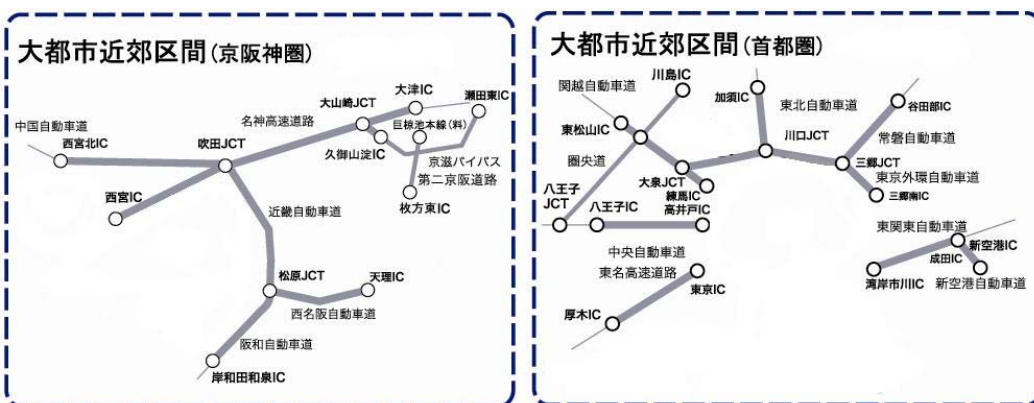 大都市近郊区間(京阪神圏)
大津IC
瀬田東IC
大山崎JCT
巨椋池本線(料)
名神高速道路
中国自動車道
西宮北IC
吹田JCT
久御山淀IC
京滋バイパス
第二京阪道路
西宮IC
枚方東IC
近畿自動車道
松原JCT
天理IC
西名阪自動車道
阪和自動車道
岸和田和泉IC
大都市近郊区間(首都圏)
関越自動車道
川島IC
加須IC
東北自動車道
谷田部IC
東松山IC
川口JCT
常磐自動車道
圏央道
三郷JCT
大泉JCT
東京外環自動車道
練馬IC
三郷南IC
八王子
JCT
八王子IC
高井戸IC
東関東自動車道
新空港IC
中央自動車道
成田IC
東名高速道路
東京IC
湾岸市川IC
新空港自動車道
厚木IC